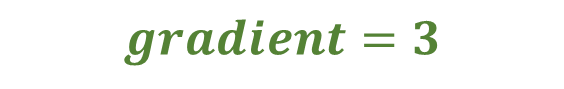 gradient = 3